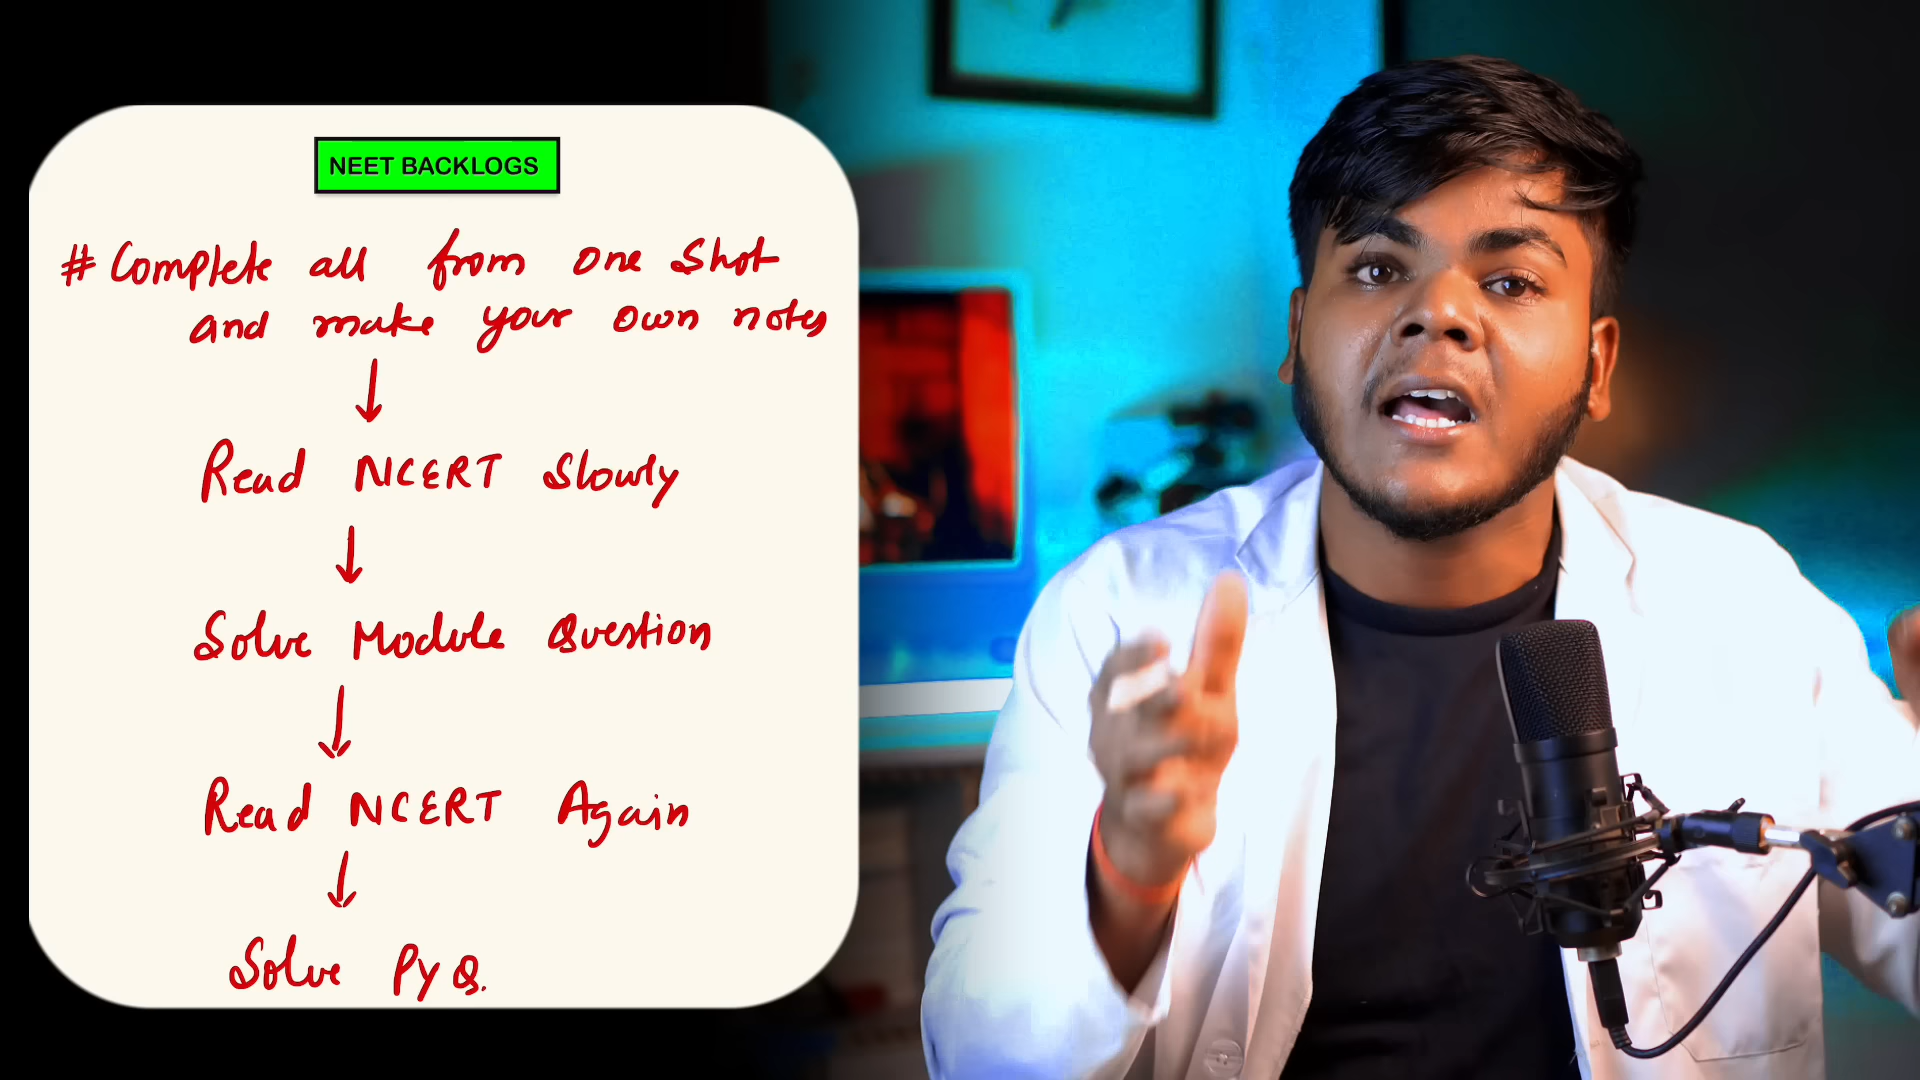 NEET BACKLOGS
# Complete all from one shot
and make your own notes
↓
Read NCERT Slowly
↓
Solve Module Question
↓
Read NCERT Again
↓
Solve PYQ.